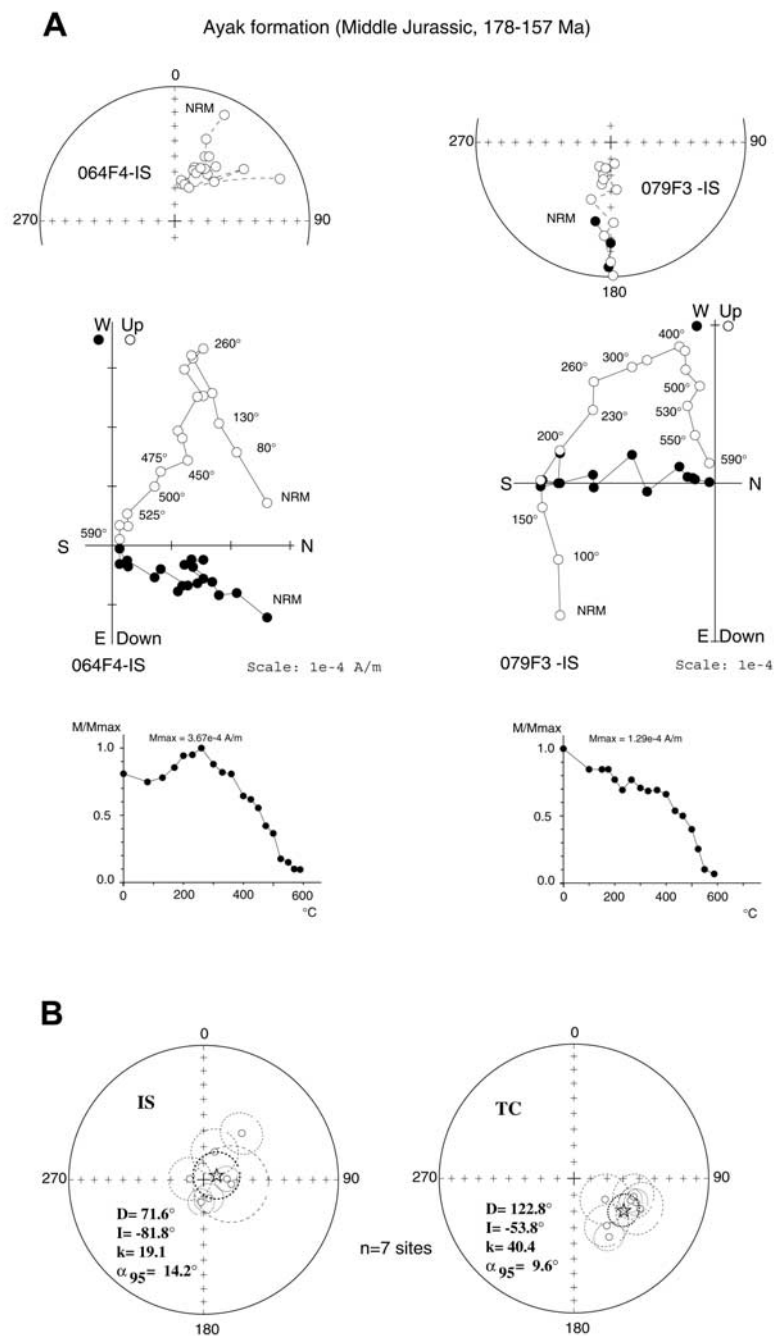 A
Ayak formation (Middle Jurassic, 178-157 Ma)
0
NRM
064F4-IS
270
90
270
90
079F3 -IS
NRM
180
W Up
260°
130°
80°
475°
450°
500°
NRM
525°
590°
S
N
NRM
E Down
064F4-IS
Scale: 1e-4 A/m
W Up
400°
300°
260°
500°
230°
530°
200°
550°
590°
S
N
150°
100°
NRM
E Down
079F3 -IS
Scale: 1e-4
M/Mmax
Mmax = 3.67e-4 A/m
1.0
0.5
0.0
0 200 400 600
°C
M/Mmax
Mmax = 1.29e-4 A/m
1.0
0.5
0.0
0 200 400 600
°C
B
0
IS
270
90
D= 71.6°
I= -81.8°
k= 19.1
α95= 14.2°
180
n=7 sites
0
TC
270
90
D= 122.8°
I= -53.8°
k= 40.4
α95= 9.6°
180